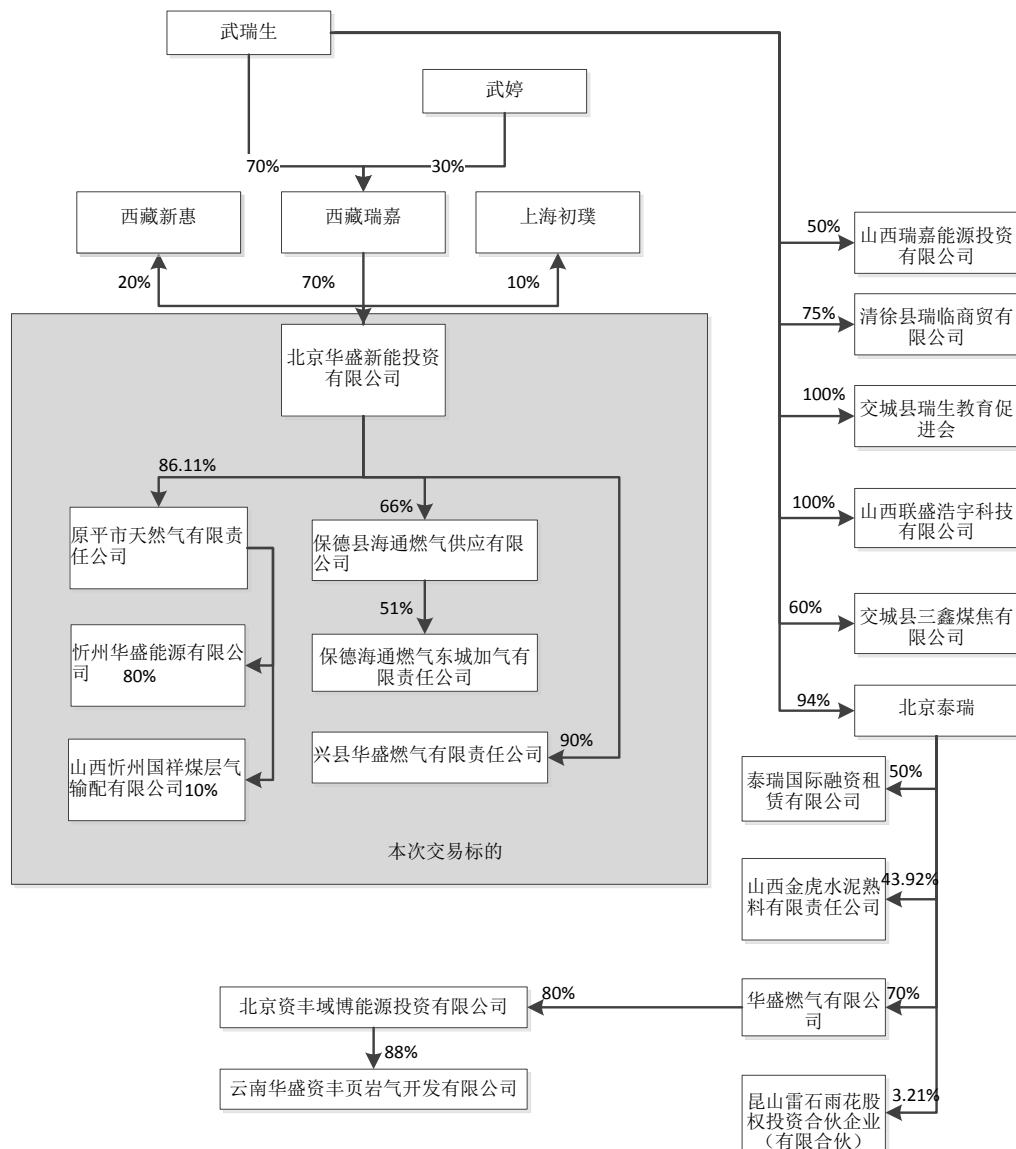 武瑞生
武婷
70%
30%
西藏新惠
西藏瑞嘉
上海初璞
20%
70%
10%
北京华盛新能投资
有限公司
86.11%
66%
原平市天然气有限责
任公司
保德县海通燃气供应有限
公司
51%
忻州华盛能源有限公
司 80%
保德海通燃气东城加气有
限责任公司
山西忻州国祥煤层气
输配有限公司10%
兴县华盛燃气有限责任公司
90%
本次交易标的
50%
山西瑞嘉能源投资
有限公司
75%
清徐县瑞临商贸有
限公司
100%
交城县瑞生教育促
进会
100%
山西联盛浩宇科技
有限公司
60%
交城县三鑫煤焦有
限公司
94%
北京泰瑞
泰瑞国际融资租
赁有限公司
50%
山西金虎水泥熟
料有限责任公司
43.92%
华盛燃气有限公
司
70%
80%
北京资丰域博能源投资有限公司
88%
云南华盛资丰页岩气开发有限公司
昆山雷石雨花股
权投资合伙企业
（有限合伙）
3.21%